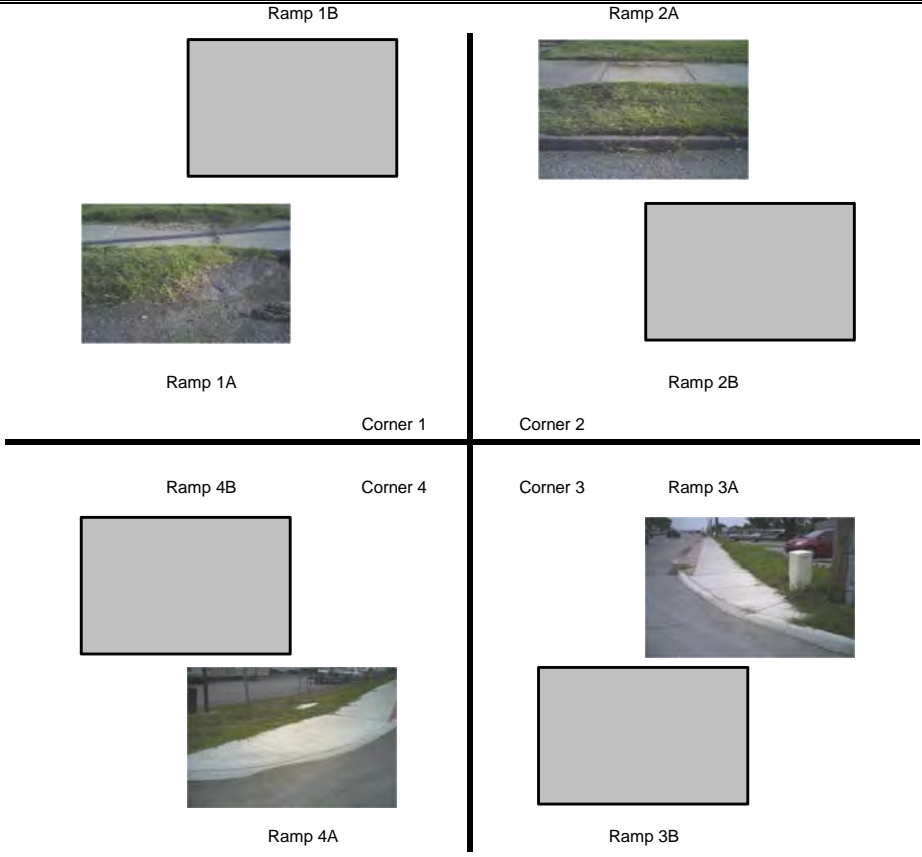 Ramp 1B
Ramp 2A
Ramp 1A
Ramp 2B
Corner 1
Corner 2
Ramp 4B
Corner 4
Corner 3
Ramp 3A
Ramp 4A
Ramp 3B